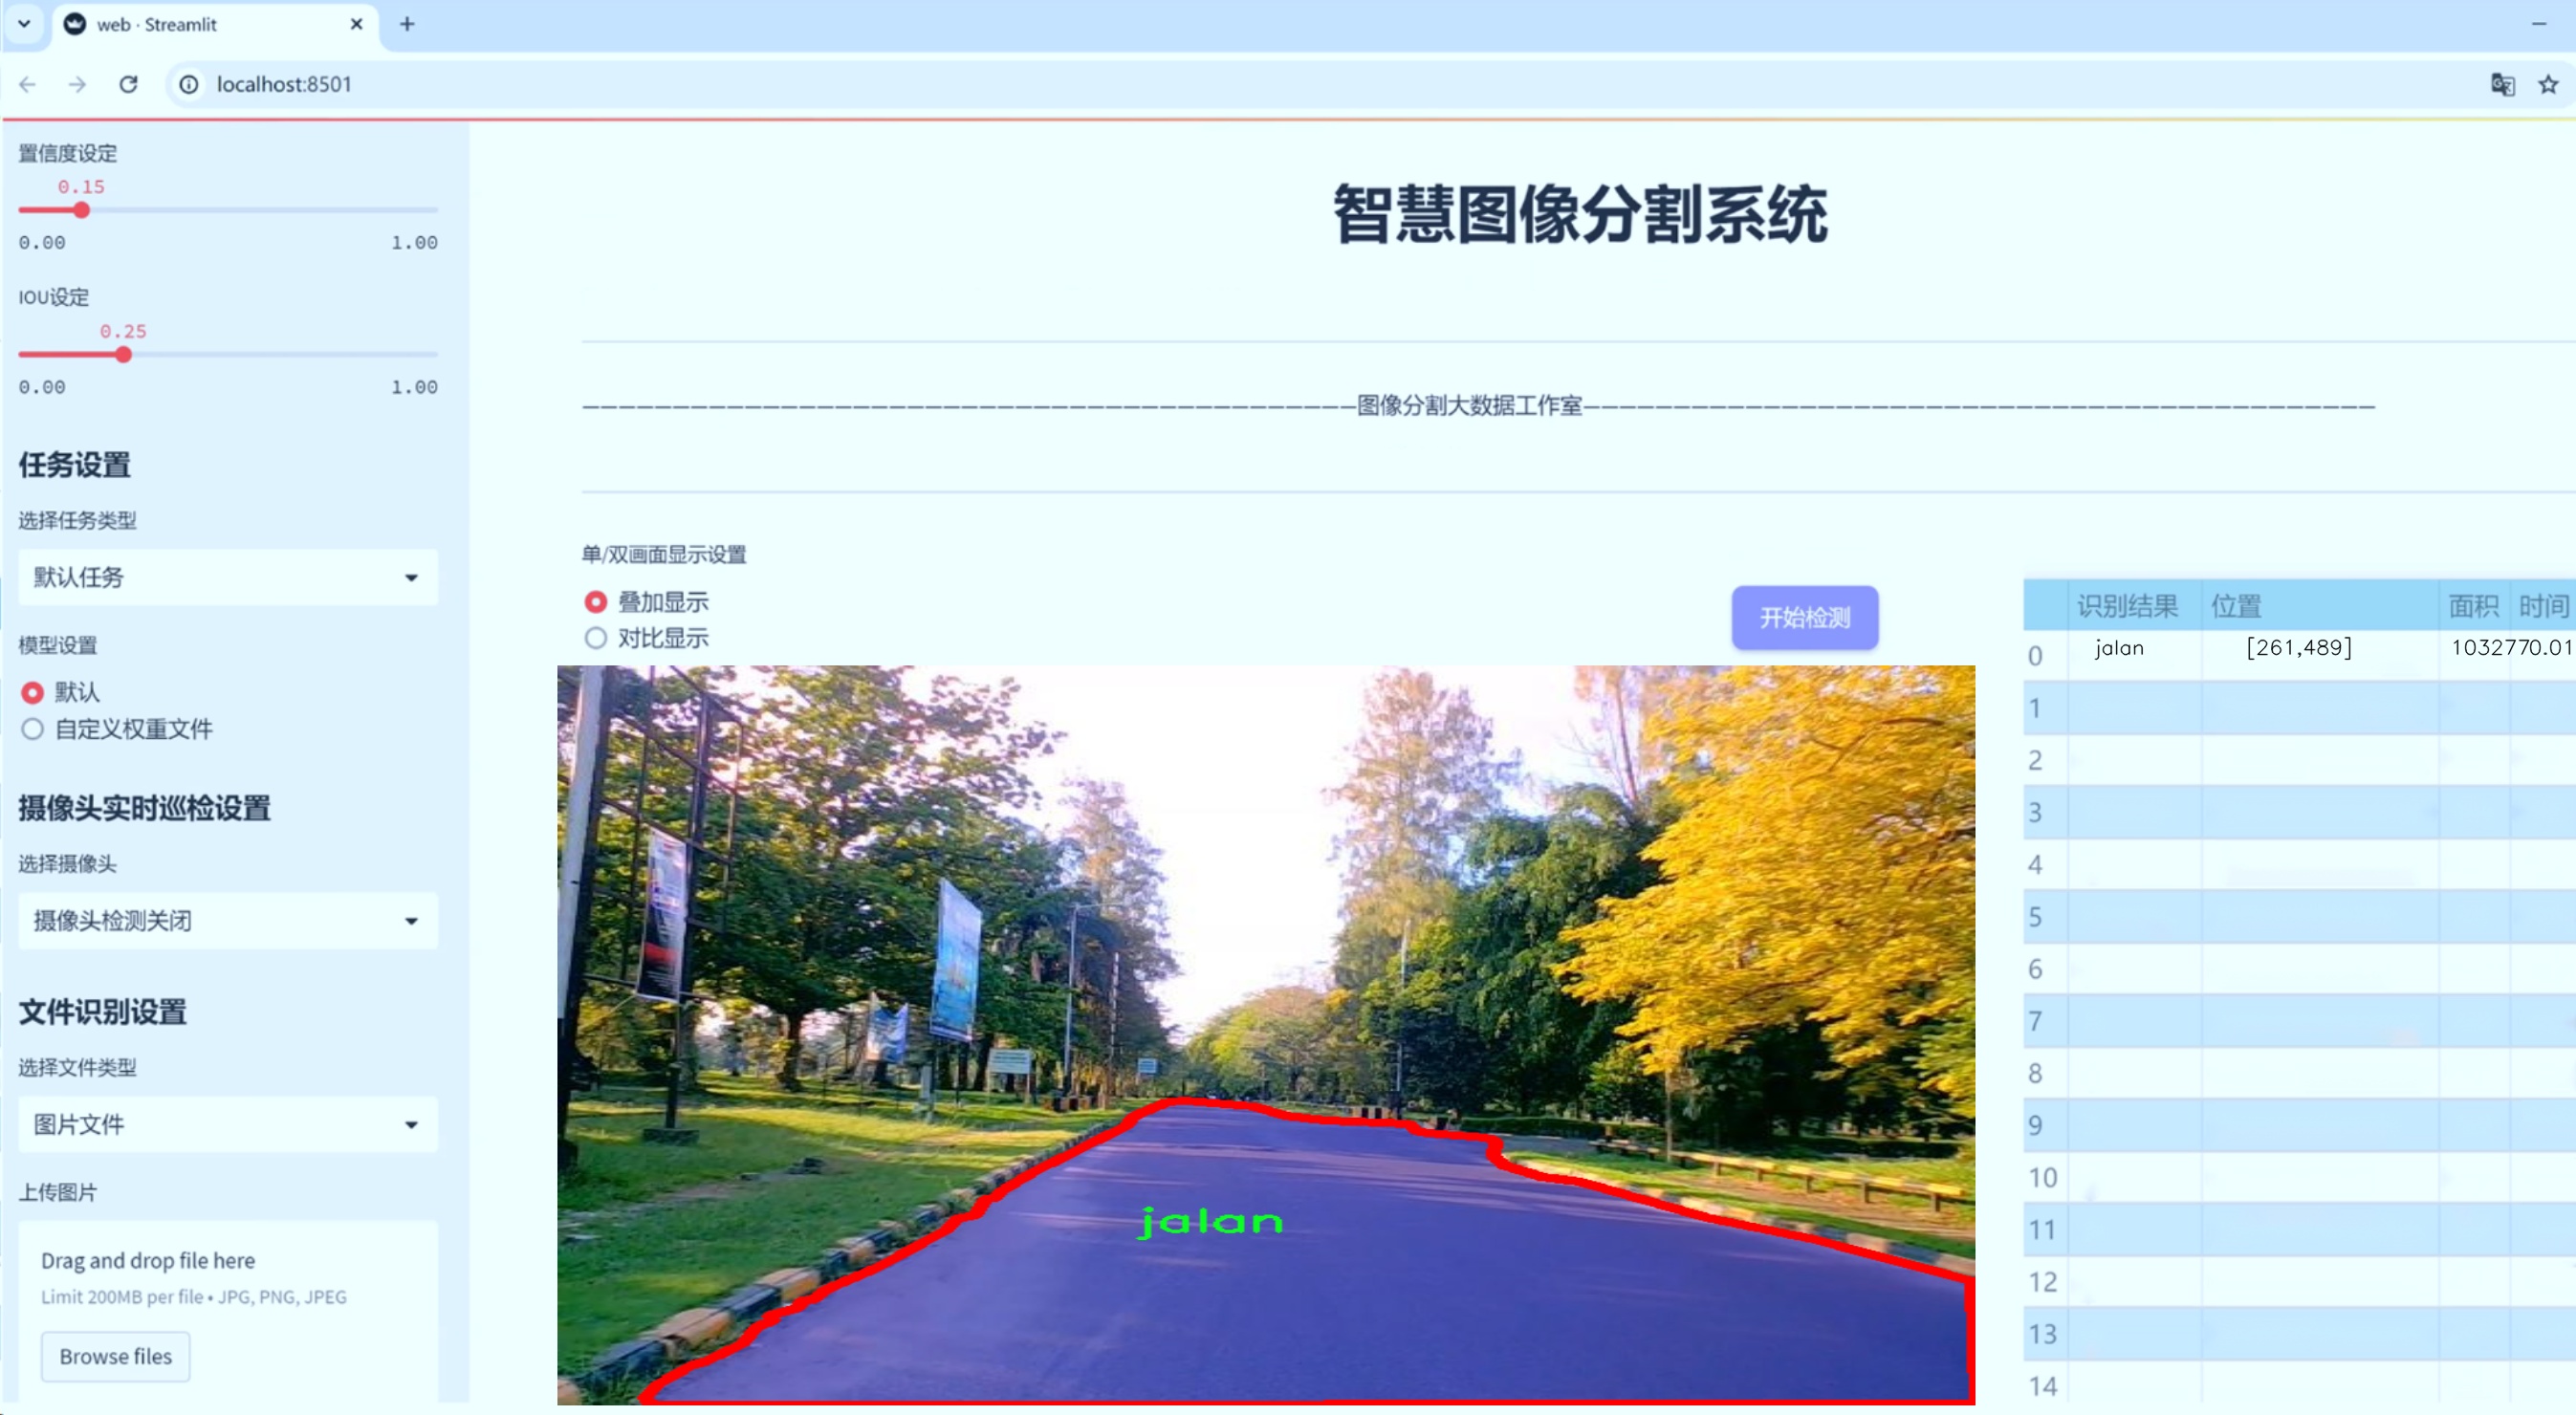 web · Streamlit
localhost:8501
置信度设定
0.15
0.00 1.00
IOU设定
0.25
0.00 1.00
任务设置
选择任务类型
默认任务
模型设置
默认
自定义权重文件
摄像头实时巡检设置
选择摄像头
摄像头检测关闭
文件识别设置
选择文件类型
图片文件
上传图片
Drag and drop file here
Limit 200MB per file • JPG, PNG, JPEG
Browse files
智慧图像分割系统
图像分割大数据工作室
单/双画面显示设置
叠加显示
对比显示
开始检测
jalan
识别结果 位置 面积 时间
0 jalan [261,489] 1032770.01
1
2
3
4
5
6
7
8
9
10
11
12
13
14